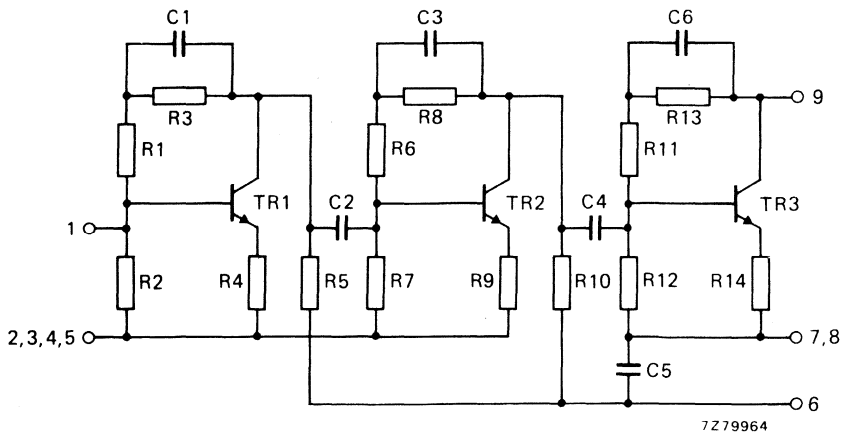 C1 C3 C6
R3 R8 R13 9
R1 R6 R11
TR1 C2 TR2 C4 TR3
1
R2 R4 R5 R7 R9 R10 R12 R14
2,3,4,5 7,8
C5
6
7Z79964